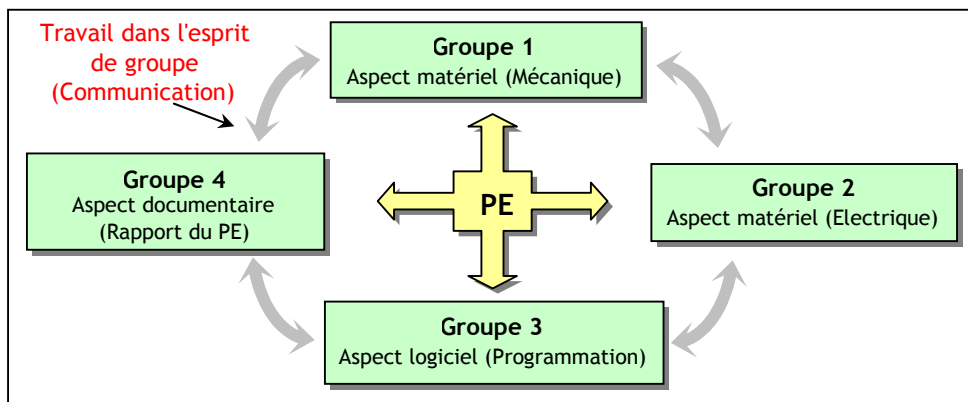 Travail dans l'esprit
de groupe
(Communication)
Groupe 1
Aspect matériel (Mécanique)
Groupe 4
Aspect documentaire
(Rapport du PE)
PE
Groupe 2
Aspect matériel (Electrique)
Groupe 3
Aspect logiciel (Programmation)